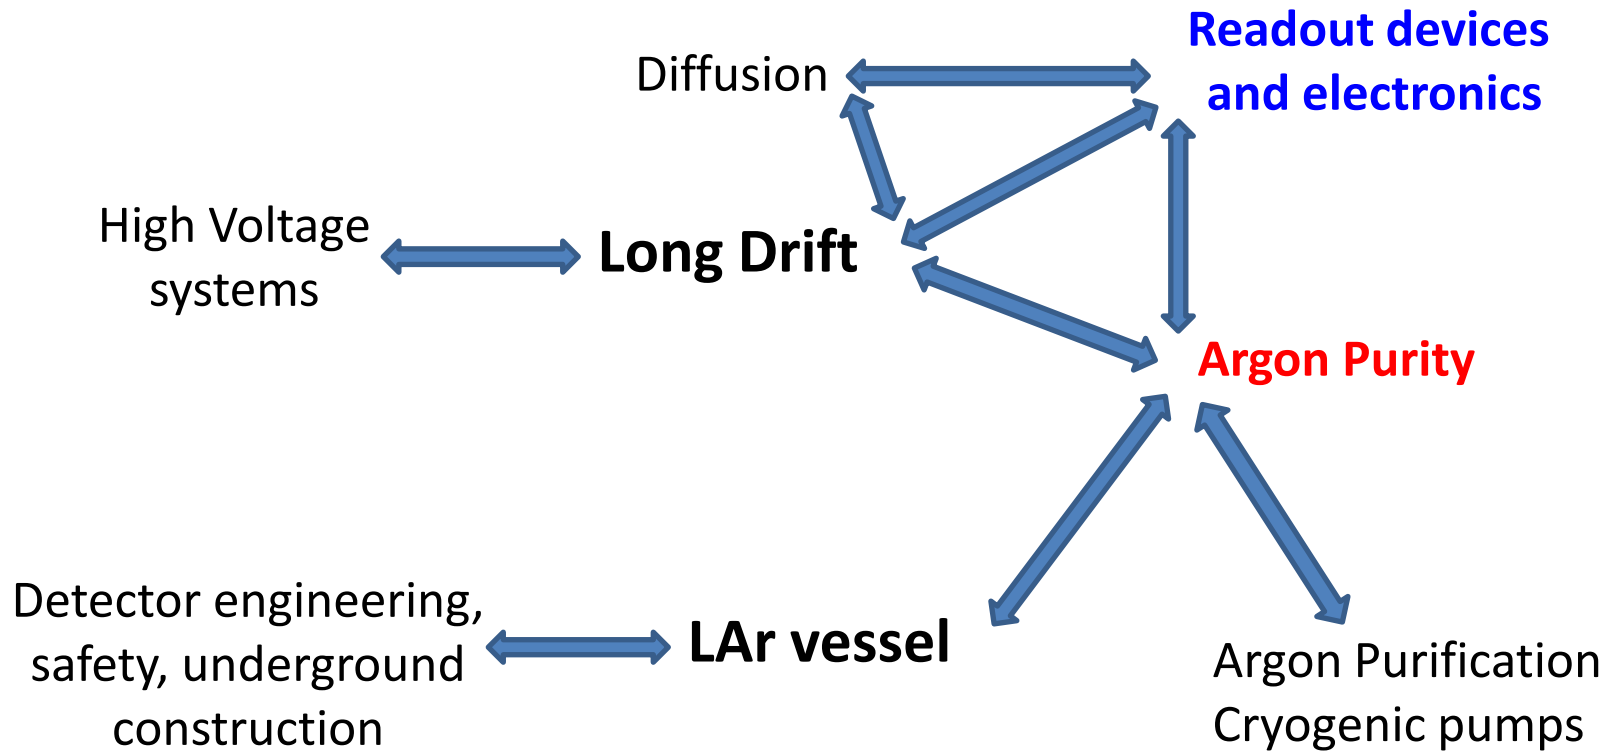 Diffusion
Readout devices
and electronics
High Voltage
systems
Long Drift
Argon Purity
Detector engineering,
safety, underground
construction
LAr vessel
Argon Purification
Cryogenic pumps